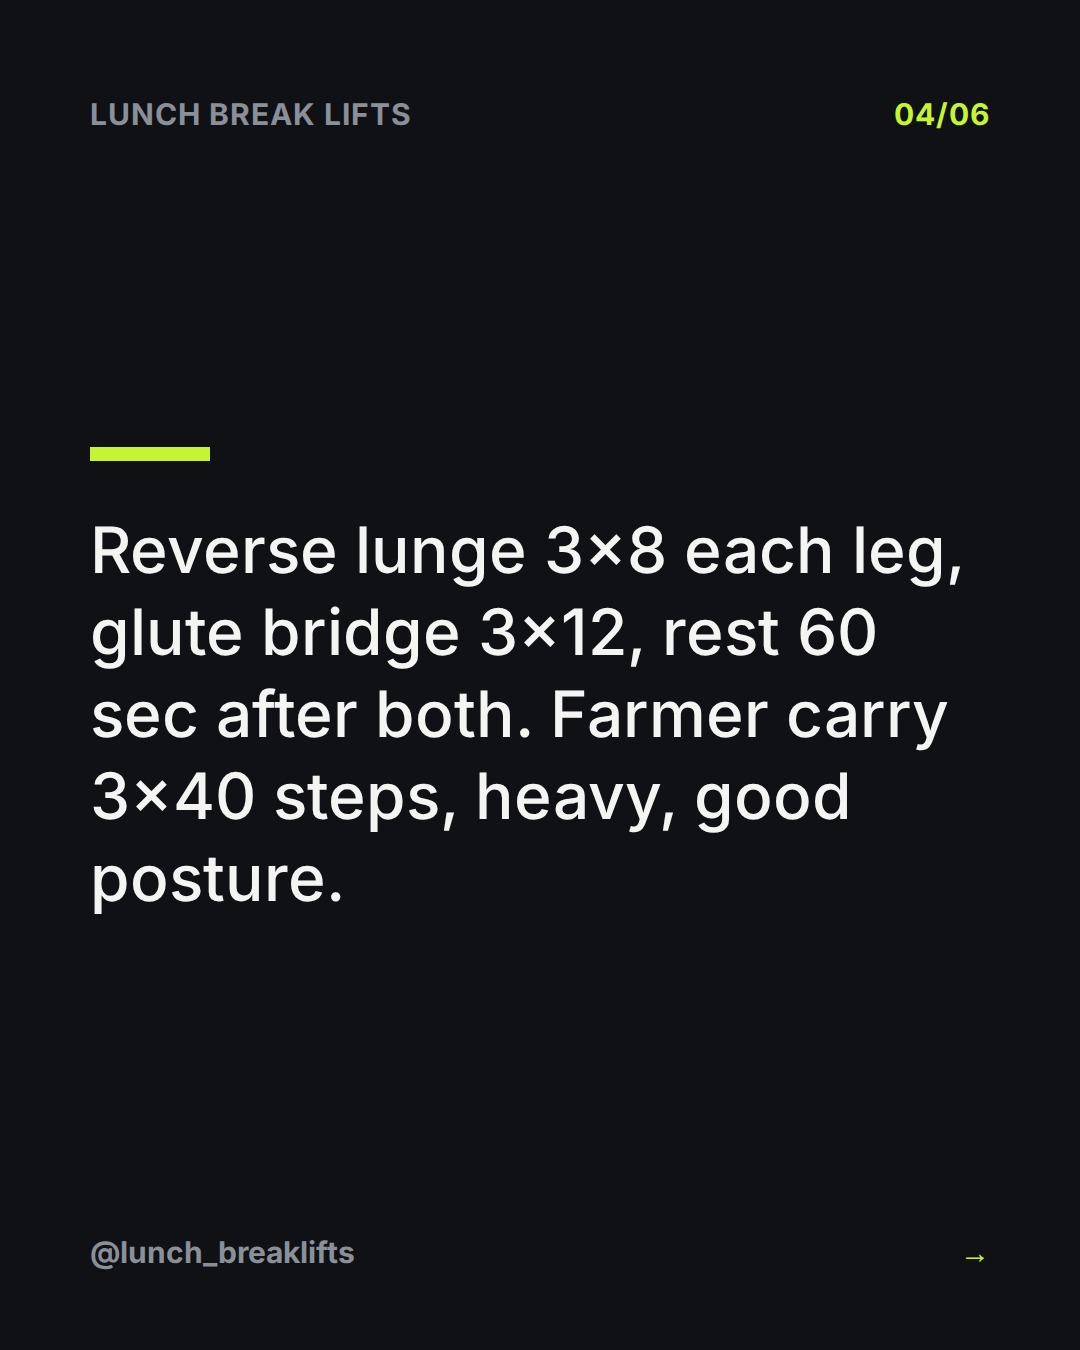 LUNCH BREAK LIFTS
04/06
Reverse lunge 3×8 each leg,
glute bridge 3×12, rest 60
sec after both. Farmer carry
3×40 steps, heavy, good
posture.
@lunch_breaklifts
→